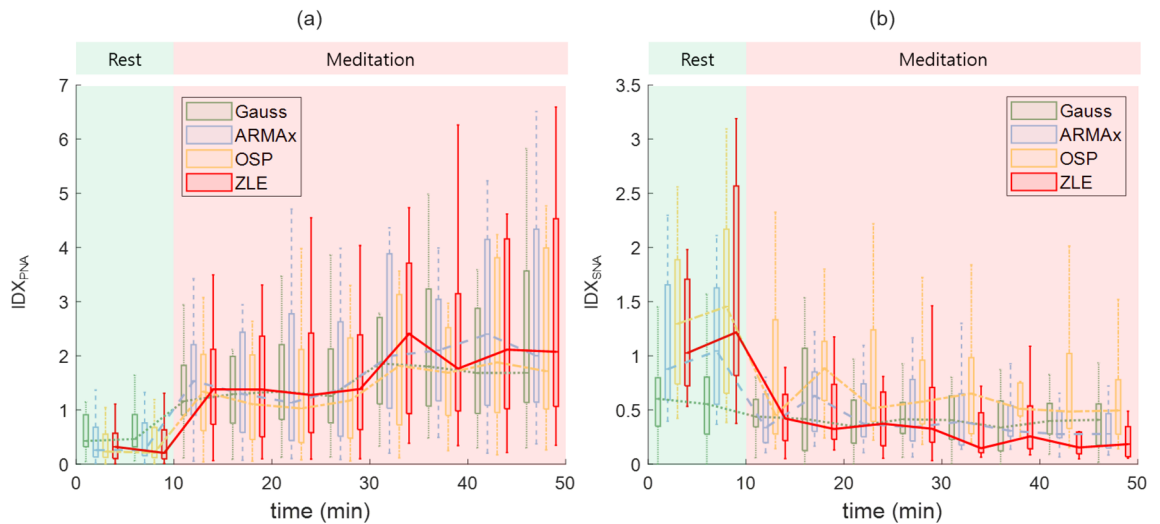 (a)
Rest
Meditation
7
6
5
4
3
2
1
0
IDX_PNA
Gauss
ARMAx
OSP
ZLE
0
10
20
30
40
50
time (min)
(b)
Rest
Meditation
3.5
3
2.5
2
1.5
1
0.5
0
IDX_SNA
Gauss
ARMAx
OSP
ZLE
0
10
20
30
40
50
time (min)